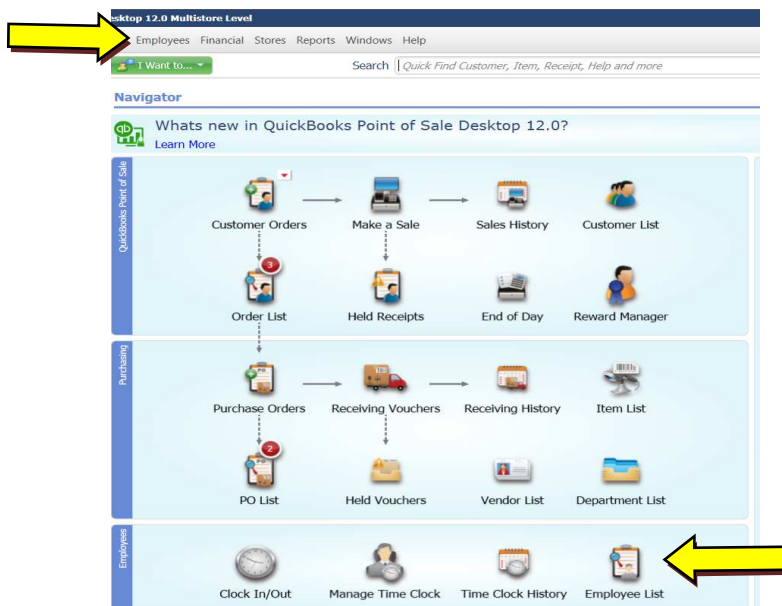 esktop 12.0 Multistore Level
Employees Financial Stores Reports Windows Help
I Want to...
Search Quick Find Customer, Item, Receipt, Help and more
Navigator
qb
Whats new in QuickBooks Point of Sale Desktop 12.0?
Learn More
QuickBooks Point of Sale
Customer Orders Make a Sale Sales History Customer List
3
Order List Held Receipts End of Day Reward Manager
Purchasing
PO
Purchase Orders Receiving Vouchers Receiving History Item List
2
PO
PO List Held Vouchers Vendor List Department List
Employees
Clock In/Out Manage Time Clock Time Clock History Employee List